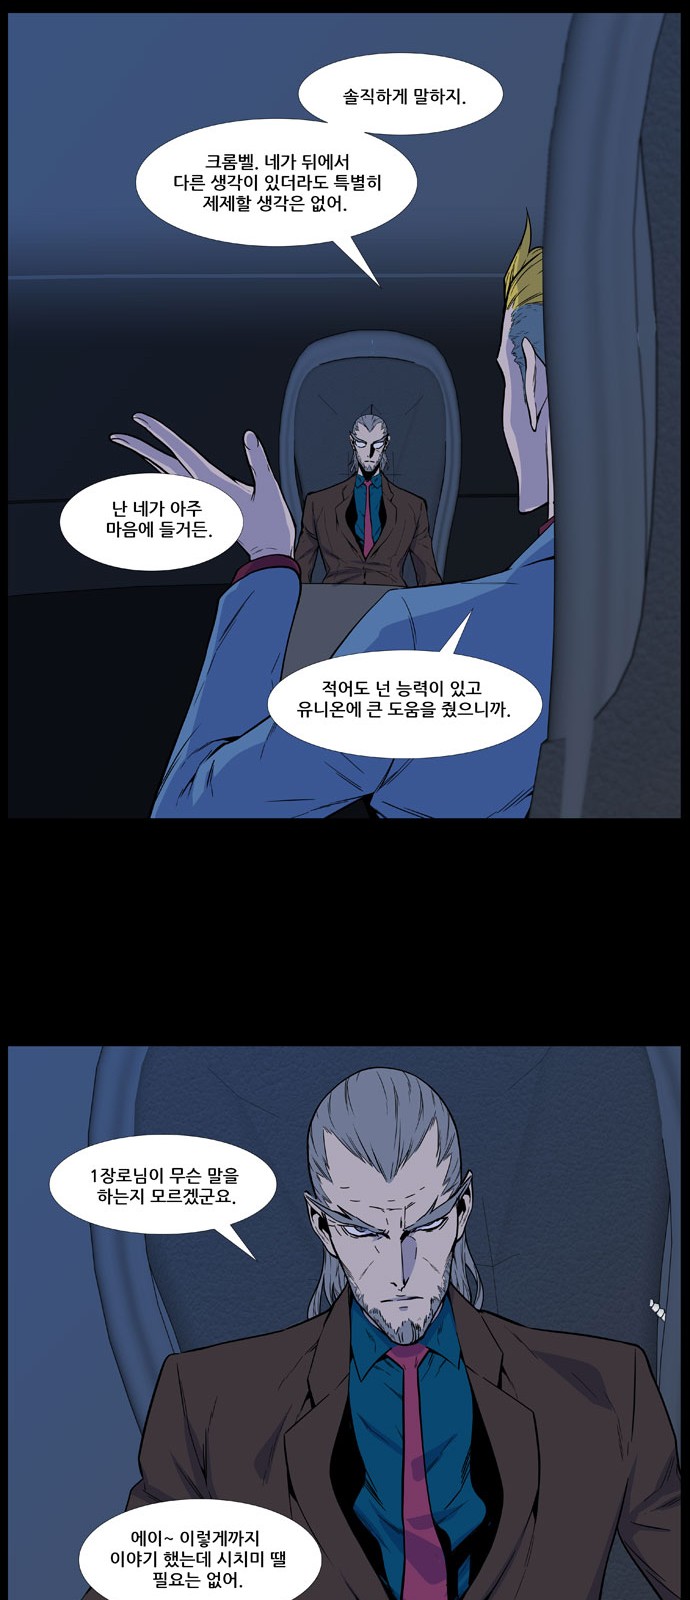 솔직하게 말하지.
크롬벨. 네가 뒤에서
다른 생각이 있더라도 특별히
제제할 생각은 없어.
난 네가 아주
마음에 들거든.
적어도 넌 능력이 있고
유니온에 큰 도움을 줬으니까.
1장로님이 무슨 말을
하는지 모르겠군요.
에이~ 이렇게까지
이야기 했는데 시치미 땔
필요는 없어.